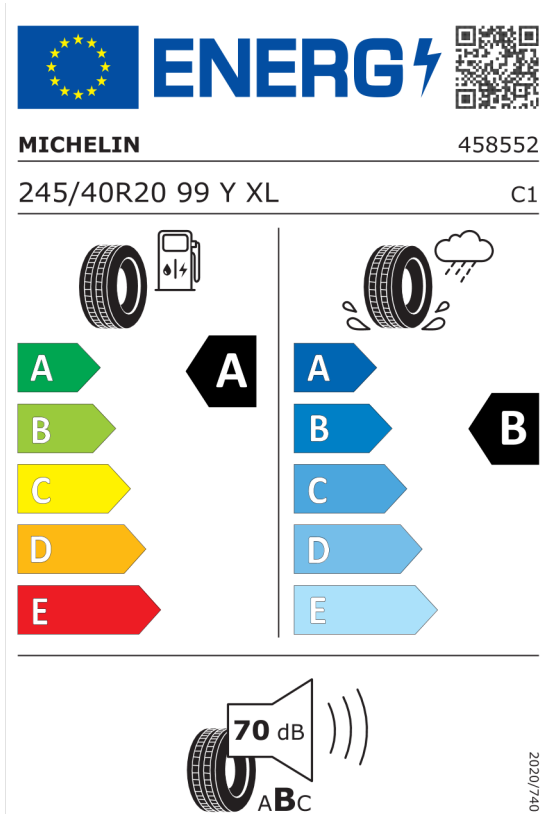 ENERG
MICHELIN 458552
245/40R20 99 Y XL C1
A A
B
C
D
E
A
B B
C
D
E
70 dB
ABC
2020/740